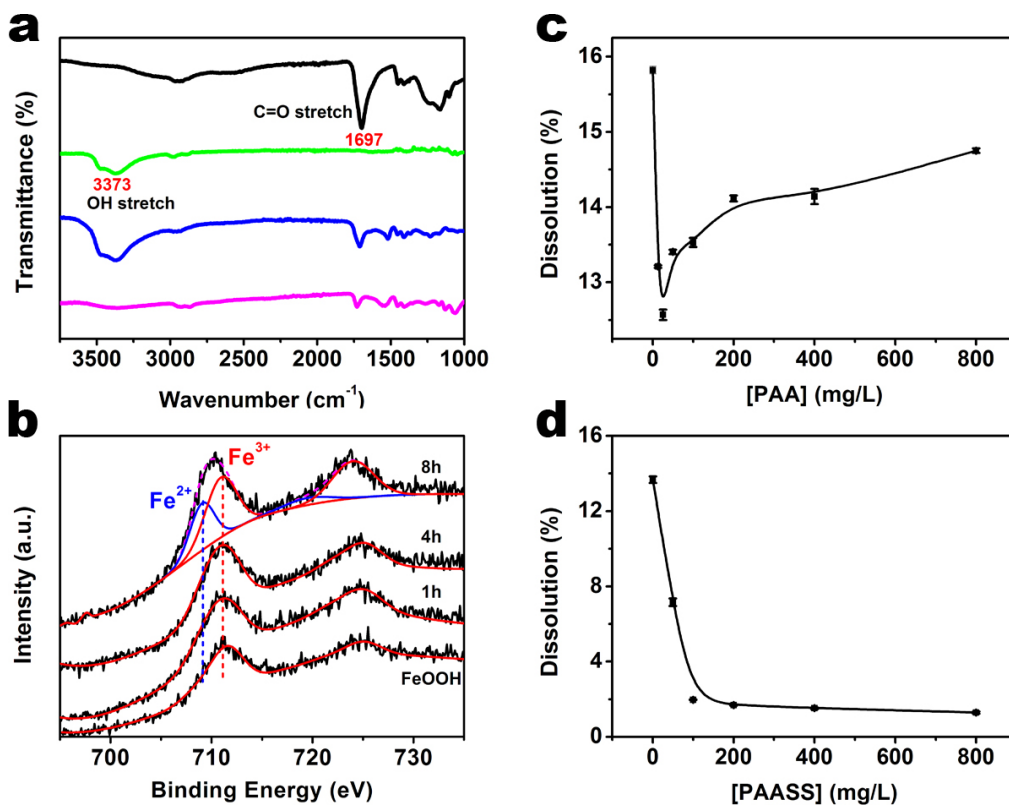 a
Transmittance (%)
C=O stretch
1697
3373
OH stretch
3500 3000 2500 2000 1500 1000
Wavenumber (cm⁻¹)
b
Intensity (a.u.)
Fe²⁺
Fe³⁺
8h
4h
1h
FeOOH
700 710 720 730
Binding Energy (eV)
c
Dissolution (%)
16
15
14
13
0 200 400 600 800
[PAA] (mg/L)
d
Dissolution (%)
16
12
8
4
0
0 200 400 600 800
[PAASS] (mg/L)